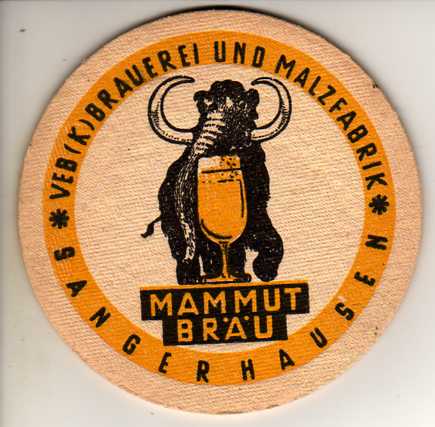 VEB(K) BRAUEREI UND MALZFABRIK
* SANGERHAUSEN *
MAMMUT
BRÄU